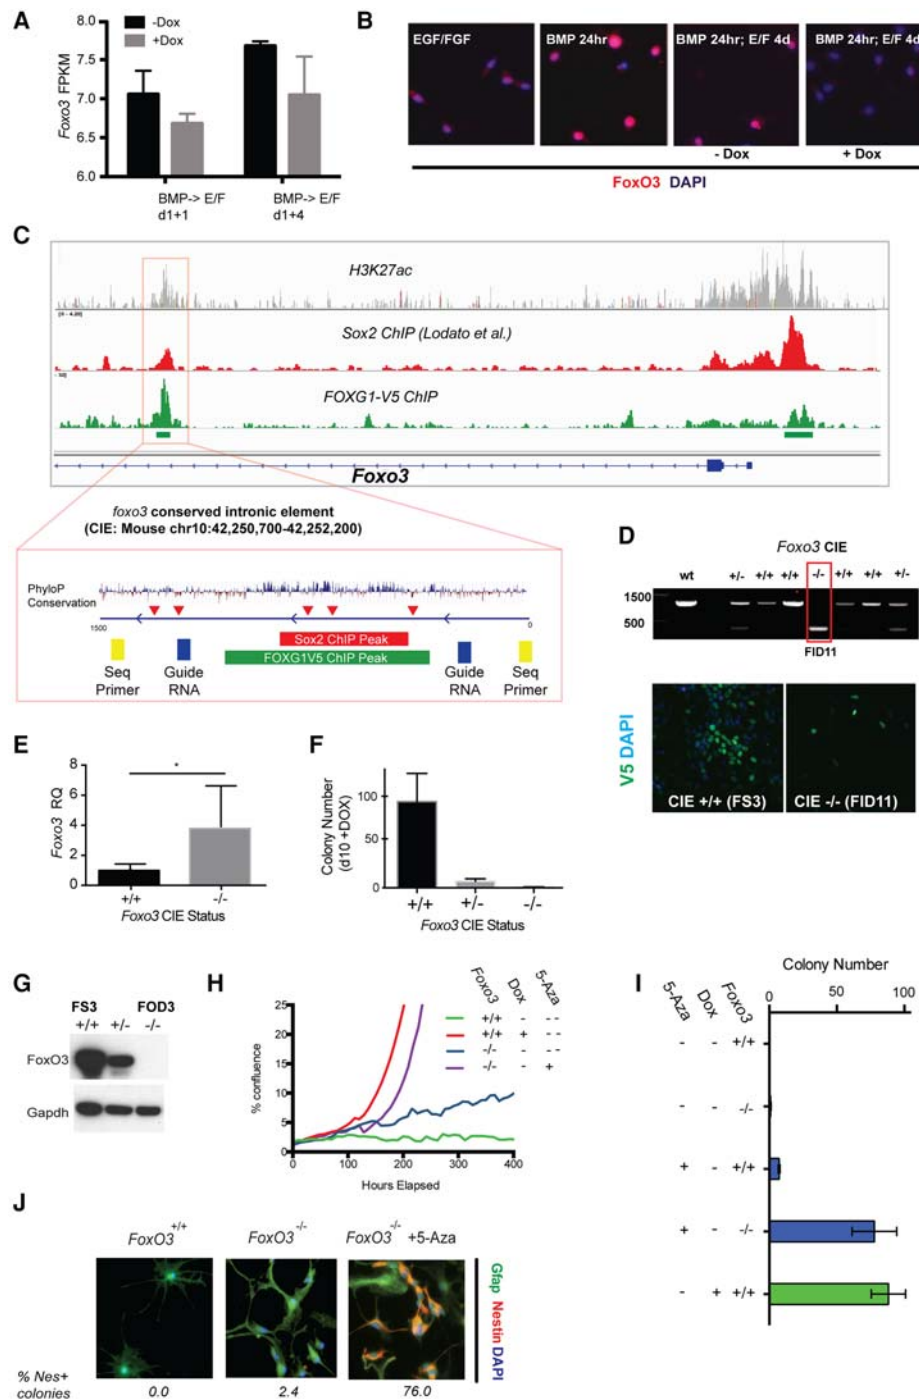 A
Foxo3 FPKM
8.0
7.5
7.0
6.5
6.0
-Dox
+Dox
BMP-> E/F
d1+1
BMP-> E/F
d1+4
B
EGF/FGF
BMP 24hr
BMP 24hr; E/F 4d
BMP 24hr; E/F 4d
- Dox
+ Dox
FoxO3 DAPI
C
H3K27ac
Sox2 ChIP (Lodato et al.)
FOXG1-V5 ChIP
Foxo3
foxo3 conserved intronic element
(CIE: Mouse chr10:42,250,700-42,252,200)
PhyloP
Conservation
1500
0
Sox2 ChIP Peak
FOXG1V5 ChIP Peak
Seq Primer
Guide RNA
Guide RNA
Seq Primer
D
Foxo3 CIE
wt +/- +/+ +/+ -/- +/+ +/+ +/-
1500
500
FID11
V5 DAPI
CIE +/+ (FS3)
CIE -/- (FID11)
E
Foxo3 RQ
8
6
4
2
0
*
+/+
-/-
Foxo3 CIE Status
F
Colony Number
(d10 +DOX)
100
50
0
+/+
+/-
-/-
Foxo3 CIE Status
G
FS3 FOD3
+/+ +/- -/-
FoxO3
Gapdh
H
% confluence
25
20
15
10
5
0
0 100 200 300 400
Hours Elapsed
Foxo3 Dox 5-Aza
+/+ - --
+/+ + --
-/- - --
-/- - +
I
Colony Number
0 50 100
5-Aza Dox Foxo3
- - +/+
- - -/-
+ - +/+
+ - -/-
- + +/+
J
FoxO3+/+
FoxO3-/-
FoxO3-/- +5-Aza
Gfap Nestin DAPI
% Nes+
colonies
0.0
2.4
76.0